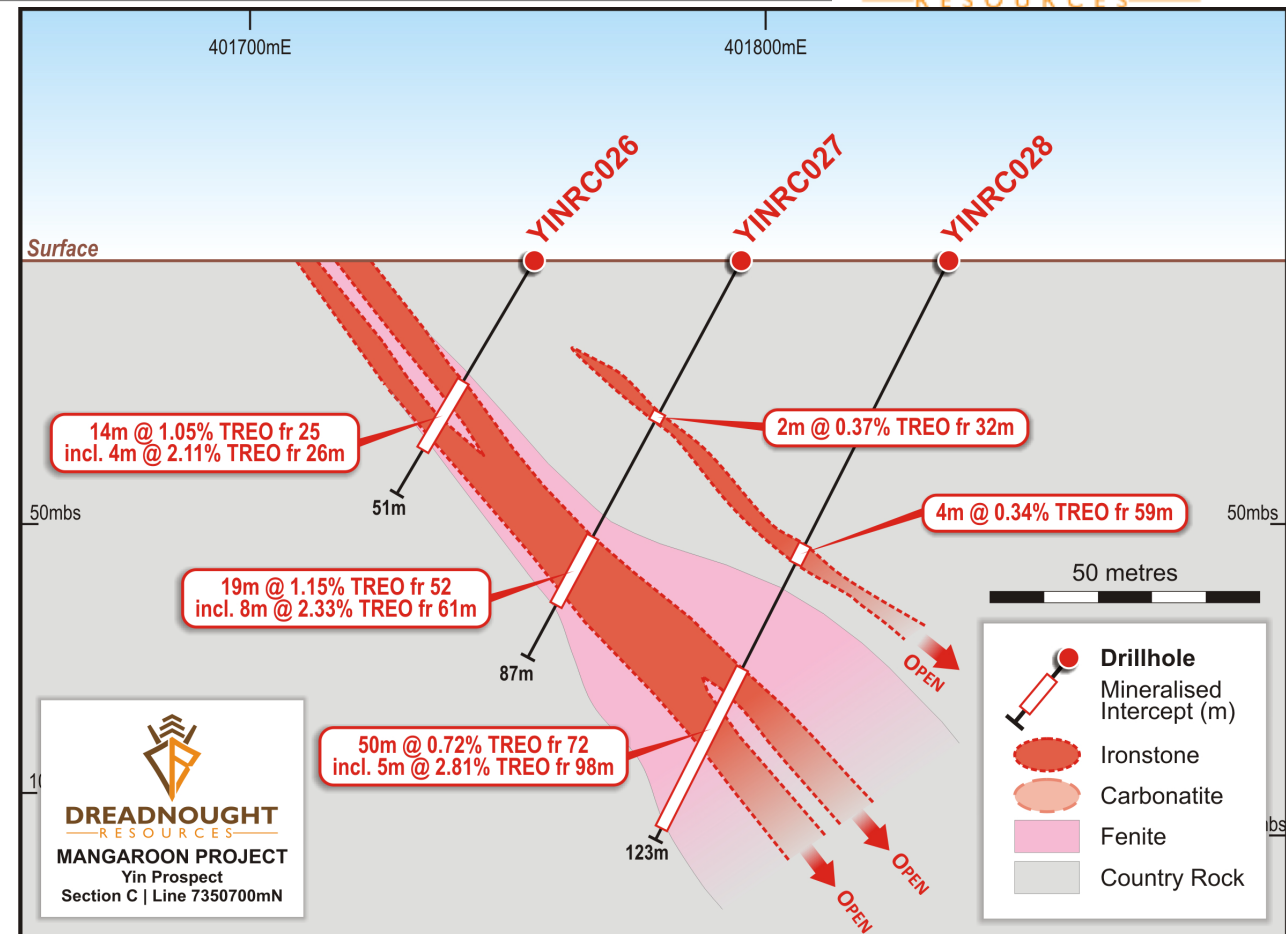 RESOURCES
401700mE
401800mE
YINRC026
YINRC027
YINRC028
Surface
14m @ 1.05% TREO fr 25
incl. 4m @ 2.11% TREO fr 26m
2m @ 0.37% TREO fr 32m
51m
50mbs
4m @ 0.34% TREO fr 59m
50mbs
19m @ 1.15% TREO fr 52
incl. 8m @ 2.33% TREO fr 61m
50 metres
87m
OPEN
50m @ 0.72% TREO fr 72
incl. 5m @ 2.81% TREO fr 98m
123m
OPEN
OPEN
Drillhole
Mineralised
Intercept (m)
Ironstone
Carbonatite
Fenite
Country Rock
DREADNOUGHT
RESOURCES
MANGAROON PROJECT
Yin Prospect
Section C | Line 7350700mN